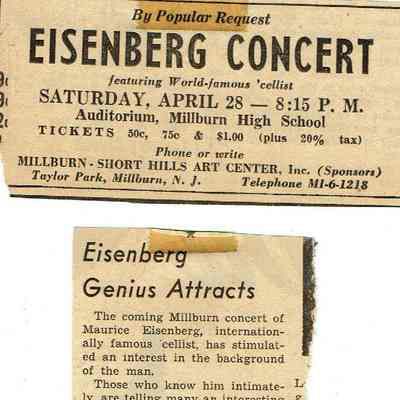 By Popular Request
EISENBERG CONCERT
featuring World-famous 'cellist
SATURDAY, APRIL 28 — 8:15 P. M.
Auditorium, Millburn High School
TICKETS 50c, 75c & $1.00 (plus 20% tax)
Phone or write
MILLBURN - SHORT HILLS ART CENTER, Inc. (Sponsors)
Taylor Park, Millburn, N. J. Telephone MI-6-1218
Eisenberg
Genius Attracts
The coming Millburn concert of
Maurice Eisenberg, internation-
ally famous 'cellist, has stimulat-
ed an interest in the background
of the man.
Those who know him intimate-
ly are telling many an interesting